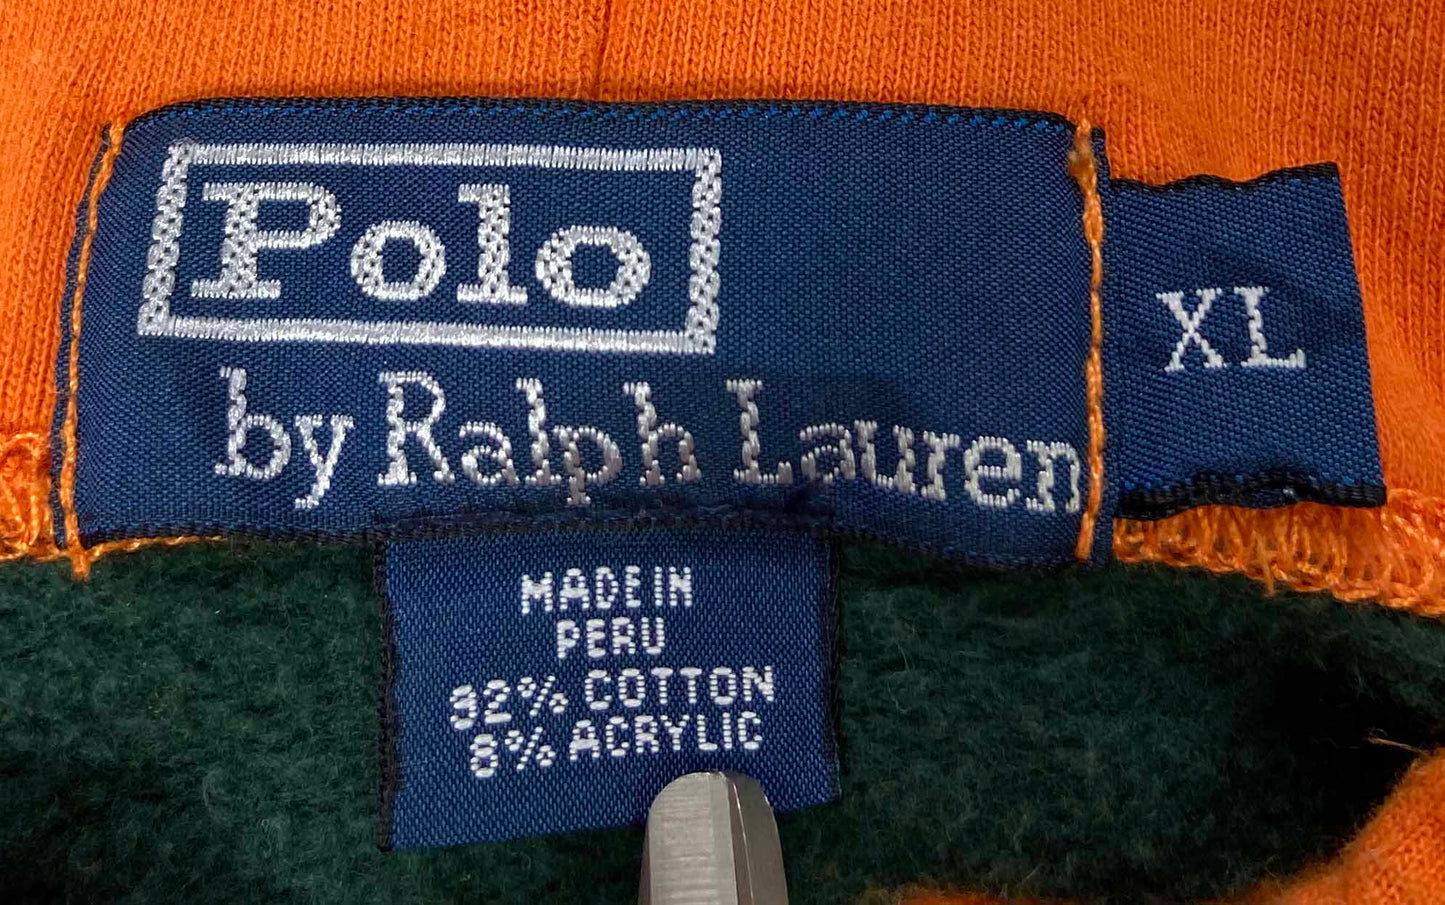 Polo
by Ralph Lauren
XL
MADE IN
PERU
92% COTTON
8% ACRYLIC